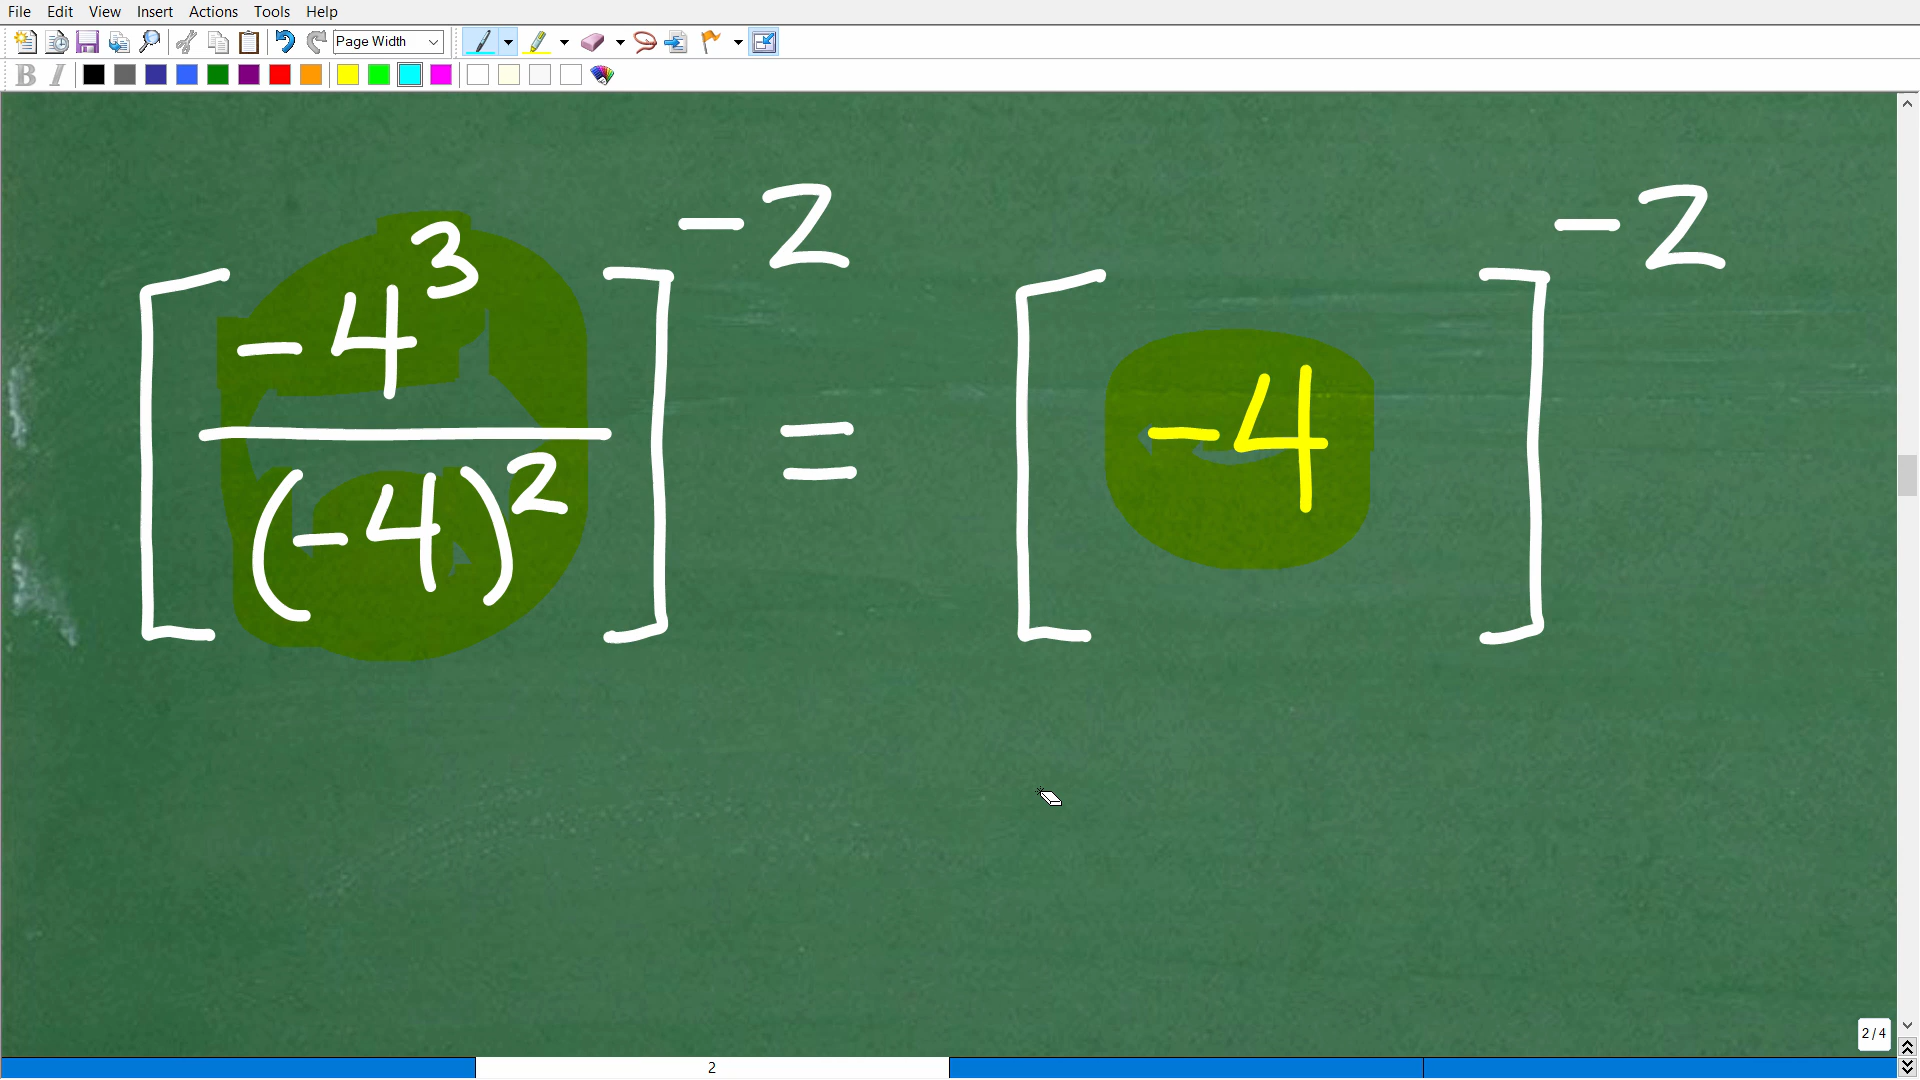 File Edit View Insert Actions Tools Help
Page Width
B I
[-4³/(-4)²]⁻² = [-4]⁻²
2 / 4
2